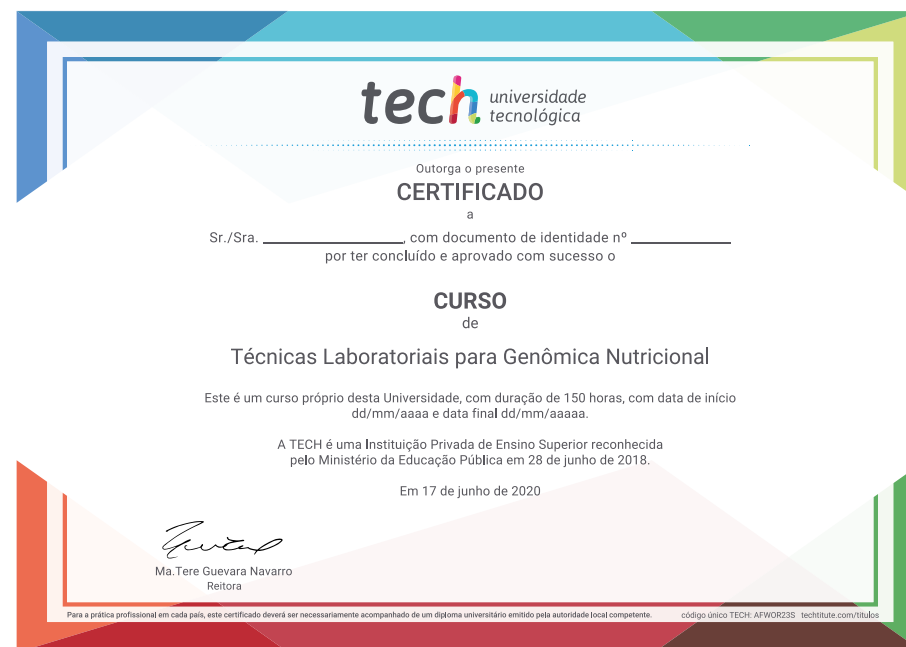 tech universidade
tecnológica
Outorga o presente
CERTIFICADO
a
Sr./Sra. ____________, com documento de identidade nº ____________
por ter concluído e aprovado com sucesso o
CURSO
de
Técnicas Laboratoriais para Genômica Nutricional
Este é um curso próprio desta Universidade, com duração de 150 horas, com data de início
dd/mm/aaaa e data final dd/mm/aaaaa.
A TECH é uma Instituição Privada de Ensino Superior reconhecida
pelo Ministério da Educação Pública em 28 de junho de 2018.
Em 17 de junho de 2020
Ma.Tere Guevara Navarro
Reitora
Para a prática profissional em cada país, este certificado deverá ser necessariamente acompanhado de um diploma universitário emitido pela autoridade local competente. código único TECH: AFWOR23S techtitute.com/titulos